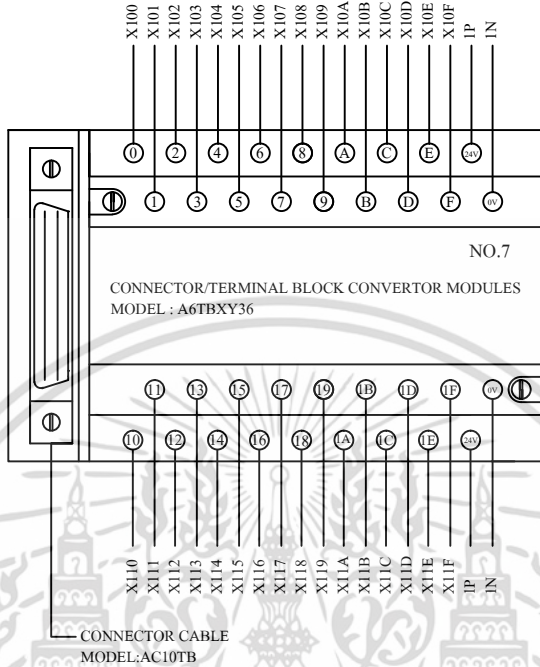 X100 X101 X102 X103 X104 X105 X106 X107 X108 X109 X10A X10B X10C X10D X10E X10F 1P 1N
0 2 4 6 8 A C E 24V
1 3 5 7 9 B D F 0V
NO.7
CONNECTOR/TERMINAL BLOCK CONVERTOR MODULES
MODEL : A6TBXY36
11 13 15 17 19 1B 1D 1F 0V
10 12 14 16 18 1A 1C 1E 24V
X110 X111 X112 X113 X114 X115 X116 X117 X118 X119 X11A X11B X11C X11D X11E X11F 1P 1N
CONNECTOR CABLE
MODEL:AC10TB